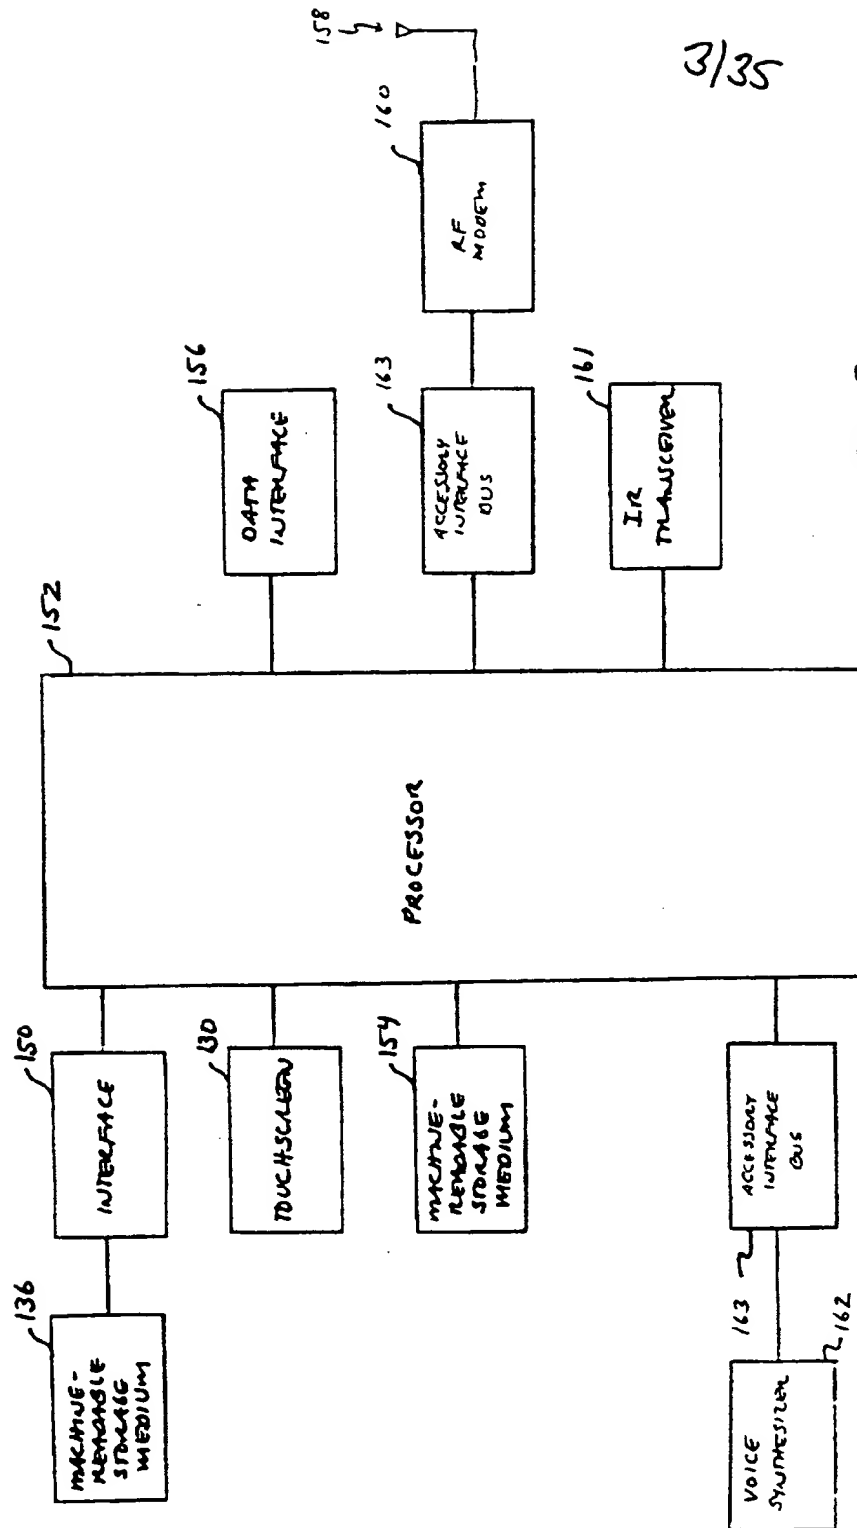 3/35
158
160
RF
MODEM
156
DATA
INTERFACE
163
ACCESSORY
INTERFACE
BUS
161
IR
TRANSCEIVER
152
PROCESSOR
150
INTERFACE
130
TOUCHSCREEN
154
MACHINE-
READABLE
STORAGE
MEDIUM
ACCESSORY
INTERFACE
BUS
163
136
MACHINE-
READABLE
STORAGE
MEDIUM
162
VOICE
SYNTHESIZER